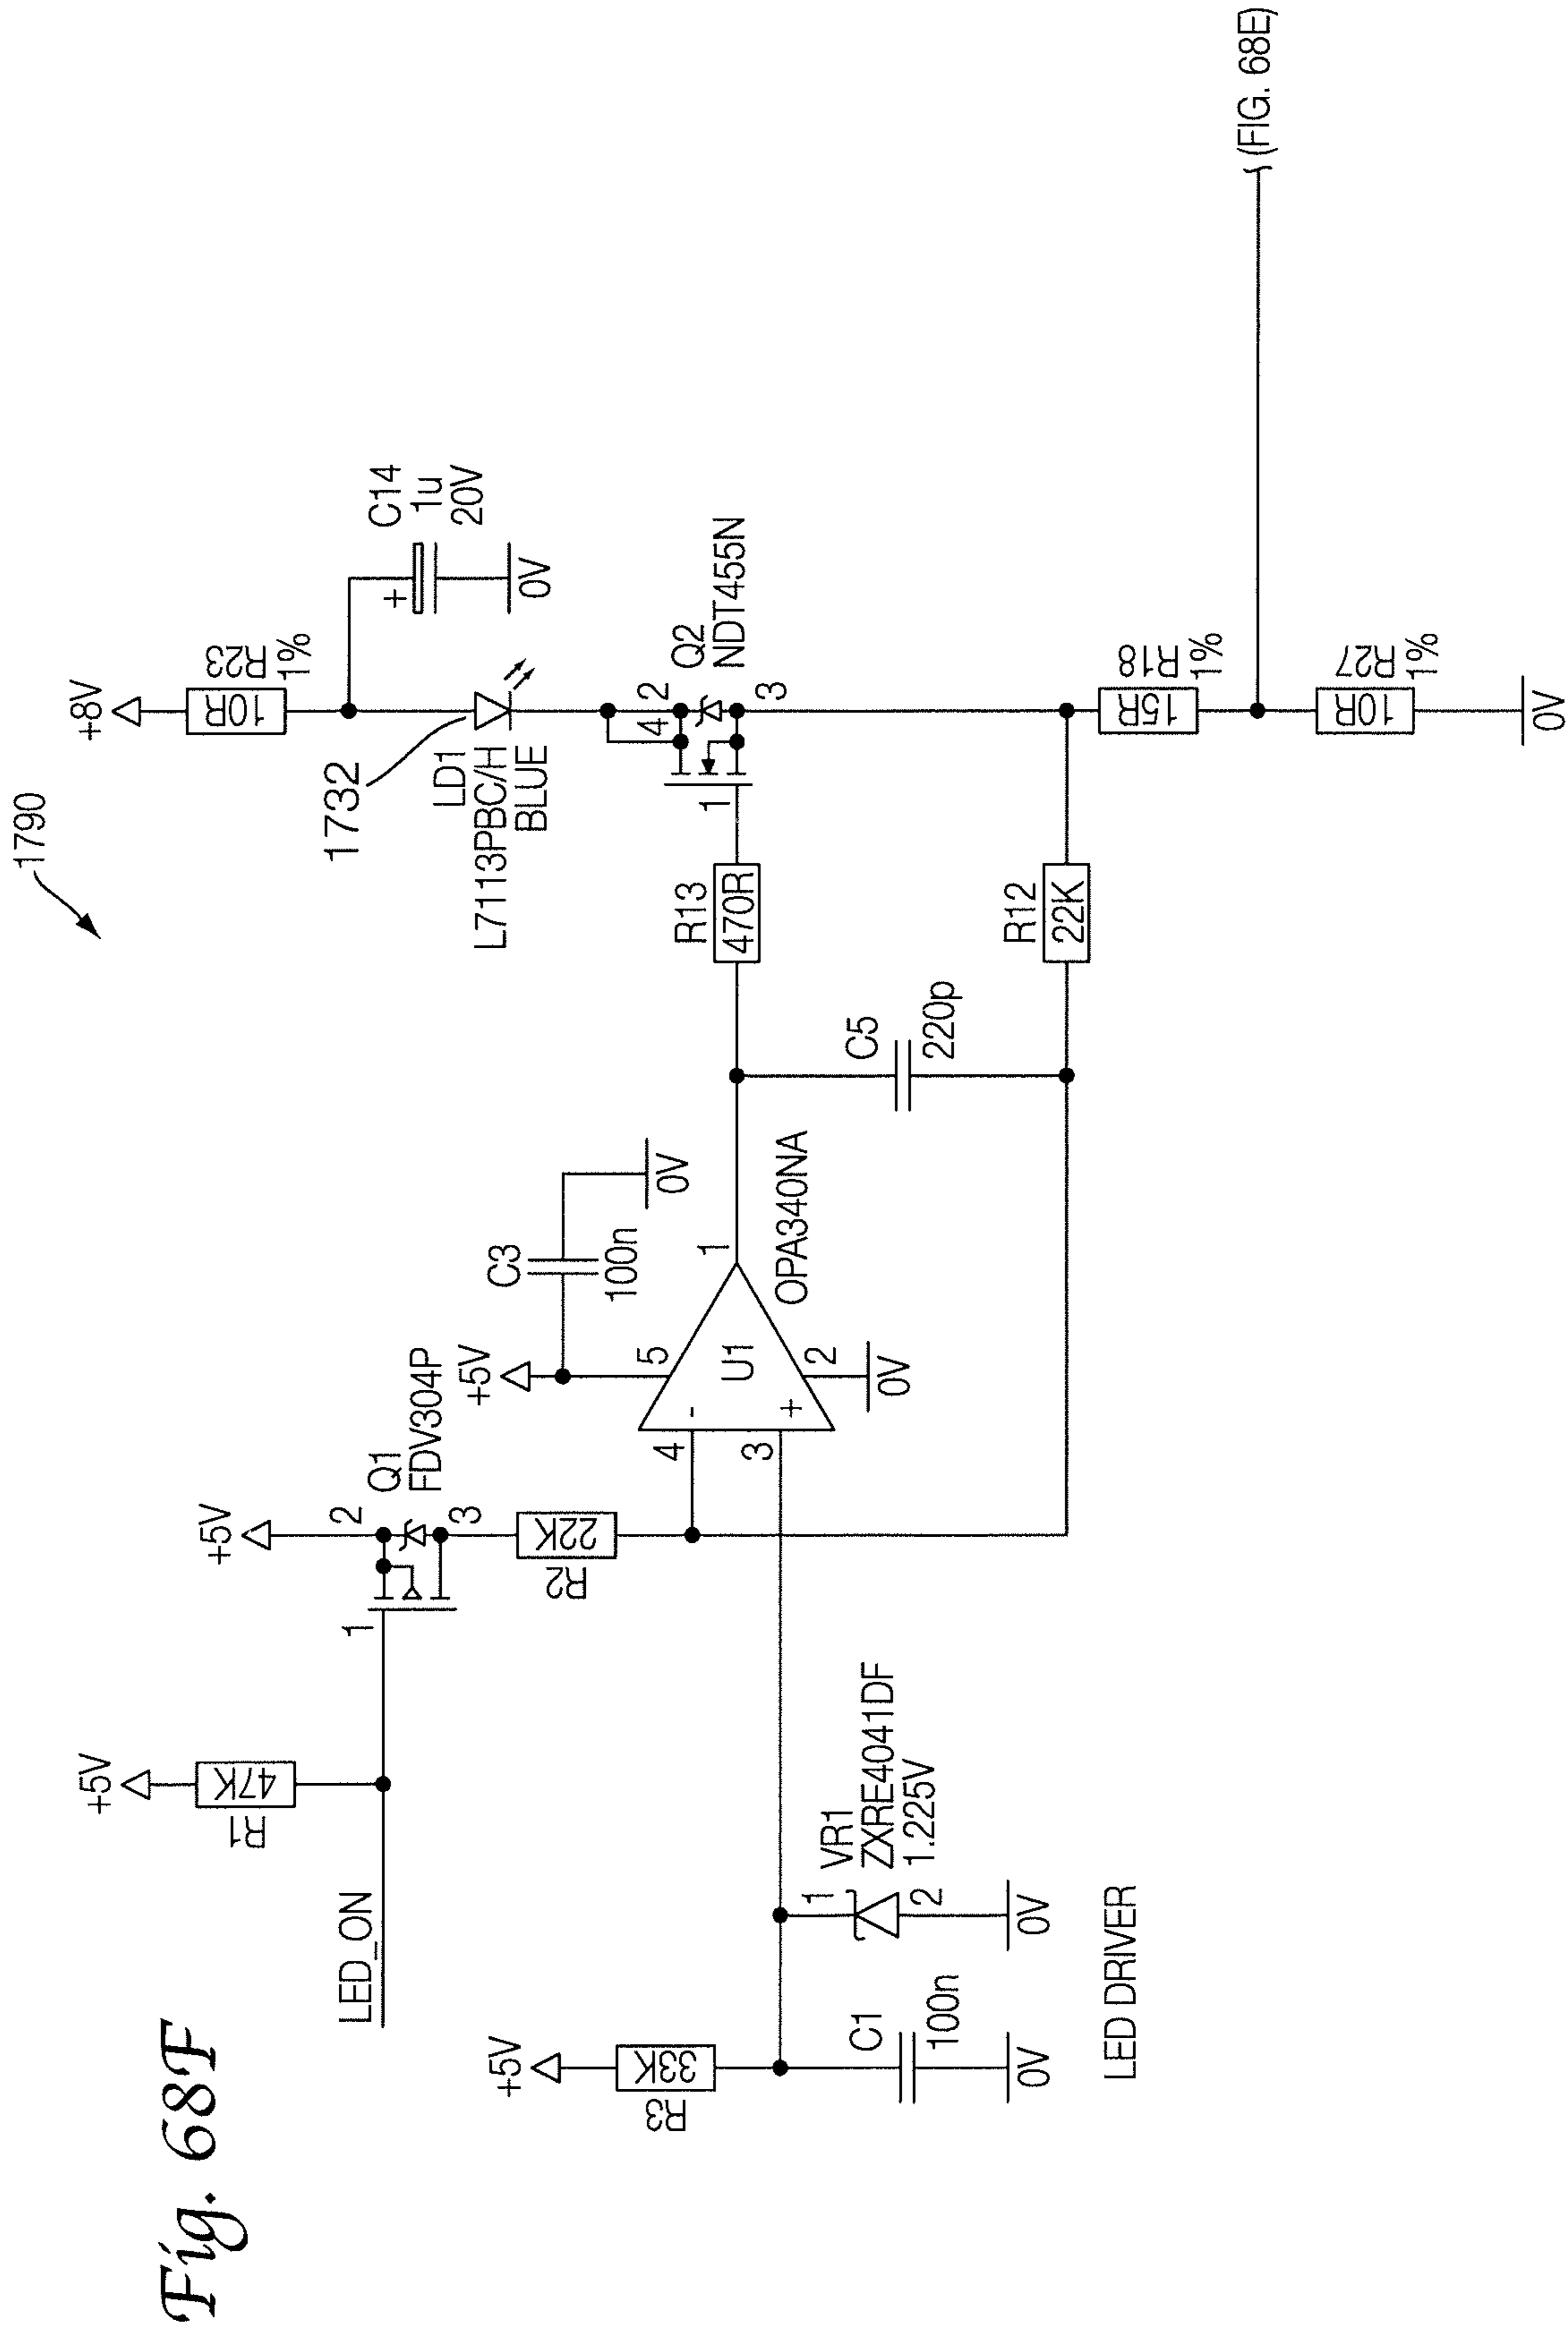 Fig. 68F
1790
LED_ON
+5V
R1
47K
+5V
2
Q1
FDV304P
1
3
R2
22K
+5V
C3
100n
0V
5
4
-
3
+
U1
1
2
0V
OPA340NA
+5V
R3
33K
C1
100n
0V
1
VR1
ZXRE4041DF
1.225V
2
0V
LED DRIVER
C5
220p
R13
470R
R12
22K
+8V
10R
R23
1%
C14
1u
20V
+
0V
1732
LD1
L7113PBC/H
BLUE
4
2
Q2
NDT455N
1
3
15R
R18
1%
(FIG. 68E)
10R
R27
1%
0V